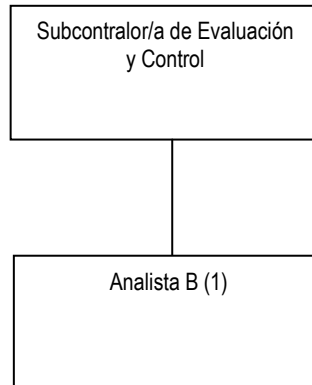 Subcontralor/a de Evaluación
y Control
Analista B (1)